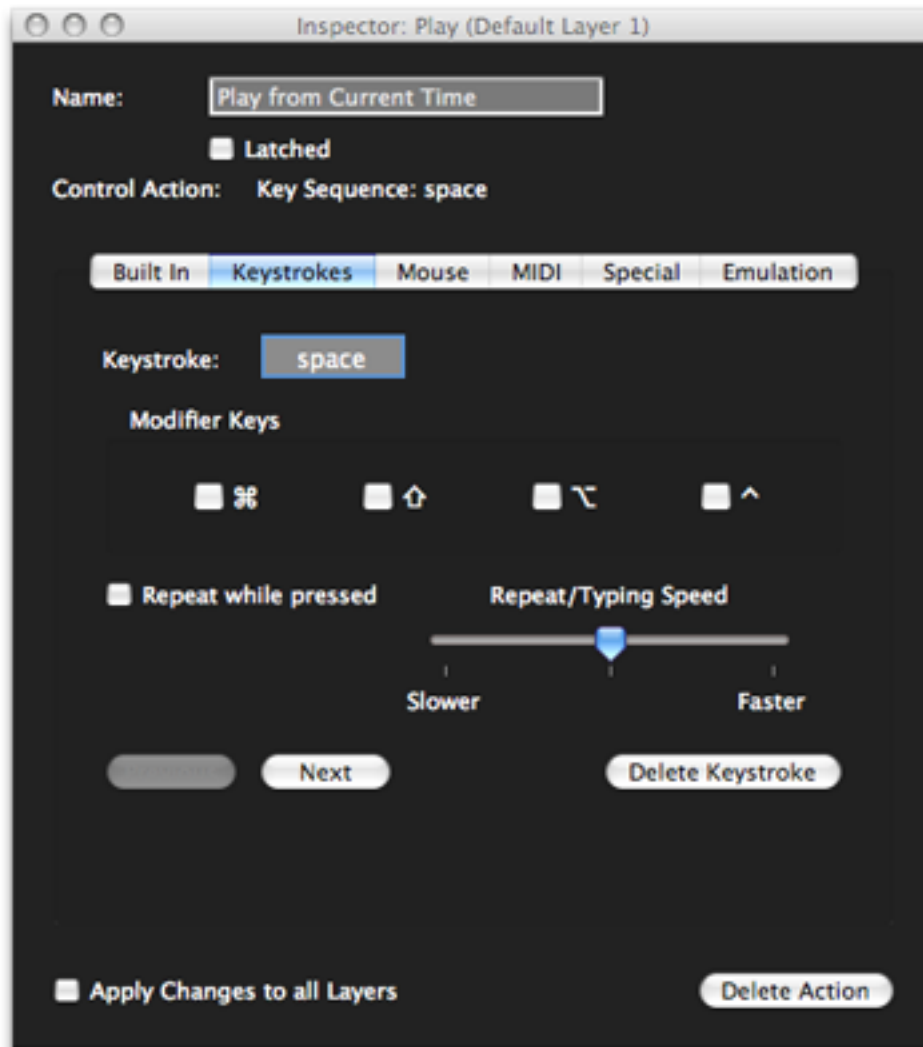 Inspector: Play (Default Layer 1)
Name: Play from Current Time
Latched
Control Action: Key Sequence: space
Built In Keystrokes Mouse MIDI Special Emulation
Keystroke: space
Modifier Keys
⌘ ⇧ ⌥ ^
Repeat while pressed Repeat/Typing Speed
Slower Faster
Next Delete Keystroke
Apply Changes to all Layers Delete Action